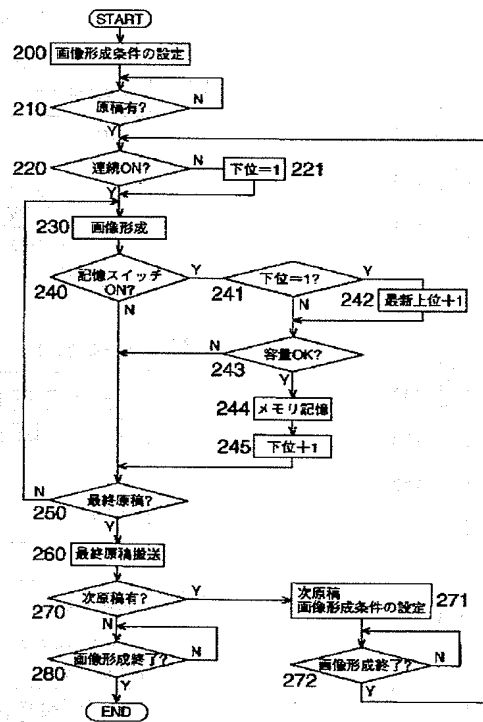 START
200 画像形成条件の設定
210 原稿有? N
Y
220 連続ON? N 下位=1 221
Y
230 画像形成
240 記憶スイッチ ON? Y 241 下位=1? Y 242 最新上位+1
N N
243 容量OK? N
Y
244 メモリ記憶
245 下位+1
250 最終原稿? N
Y
260 最終原稿搬送
270 次原稿有? Y 次原稿 画像形成条件の設定 271
N
280 画像形成終了? N 272 画像形成終了? N
Y Y
END